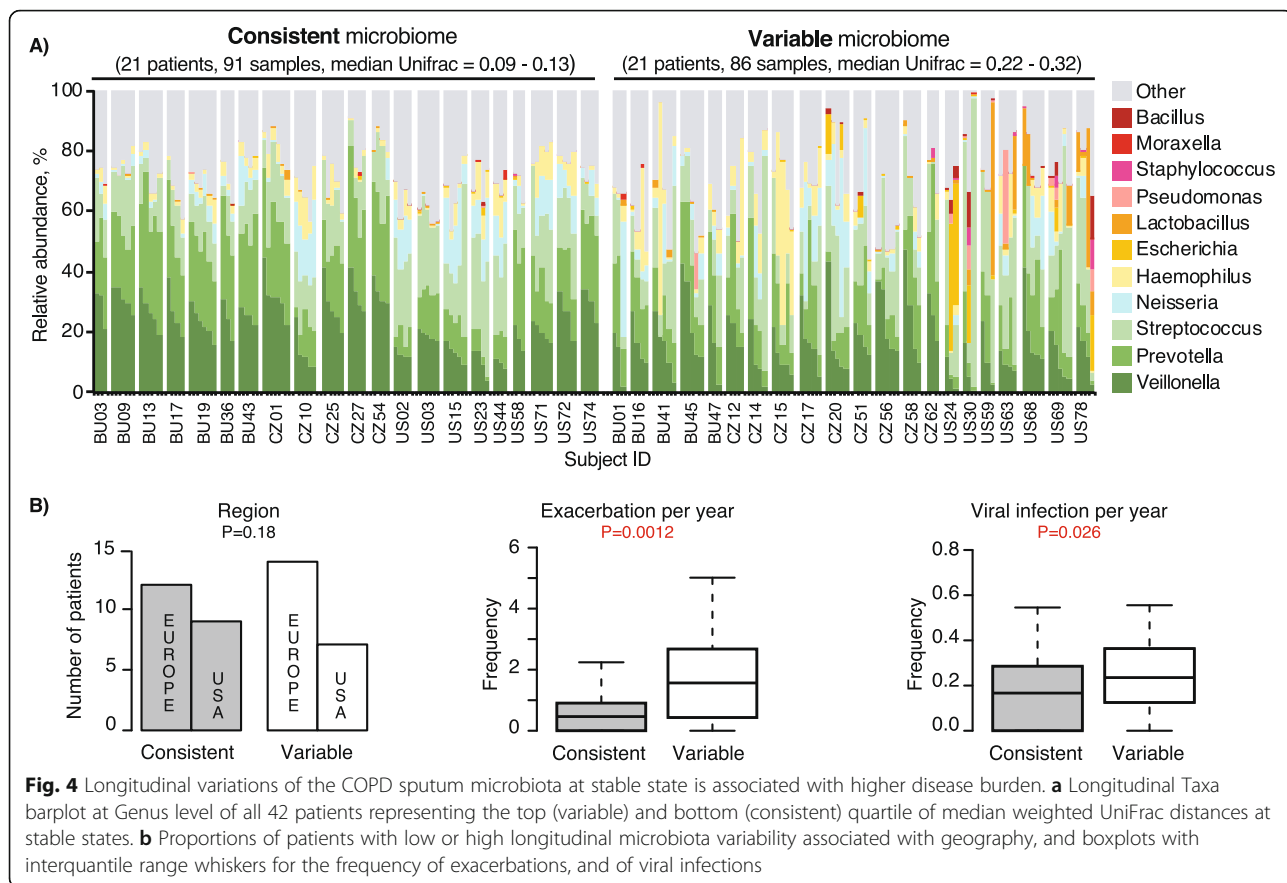 A)
Consistent microbiome
(21 patients, 91 samples, median Unifrac = 0.09 - 0.13)
Variable microbiome
(21 patients, 86 samples, median Unifrac = 0.22 - 0.32)
Relative abundance, %
100
80
60
40
20
0
Other
Bacillus
Moraxella
Staphylococcus
Pseudomonas
Lactobacillus
Escherichia
Haemophilus
Neisseria
Streptococcus
Prevotella
Veillonella
BU03
BU09
BU13
BU17
BU19
BU36
BU43
CZ01
CZ10
CZ25
CZ27
CZ54
US02
US03
US15
US23
US44
US58
US71
US72
US74
BU01
BU16
BU41
BU45
BU47
CZ12
CZ14
CZ15
CZ17
CZ20
CZ51
CZ56
CZ58
CZ62
US24
US30
US59
US63
US68
US69
US78
Subject ID
B)
Region
P=0.18
Number of patients
15
10
5
0
EUROPE
USA
EUROPE
USA
Consistent
Variable
Exacerbation per year
P=0.0012
Frequency
6
4
2
0
Consistent
Variable
Viral infection per year
P=0.026
Frequency
0.8
0.6
0.4
0.2
0.0
Consistent
Variable
Fig. 4 Longitudinal variations of the COPD sputum microbiota at stable state is associated with higher disease burden. a Longitudinal Taxa
barplot at Genus level of all 42 patients representing the top (variable) and bottom (consistent) quartile of median weighted UniFrac distances at
stable states. b Proportions of patients with low or high longitudinal microbiota variability associated with geography, and boxplots with
interquantile range whiskers for the frequency of exacerbations, and of viral infections